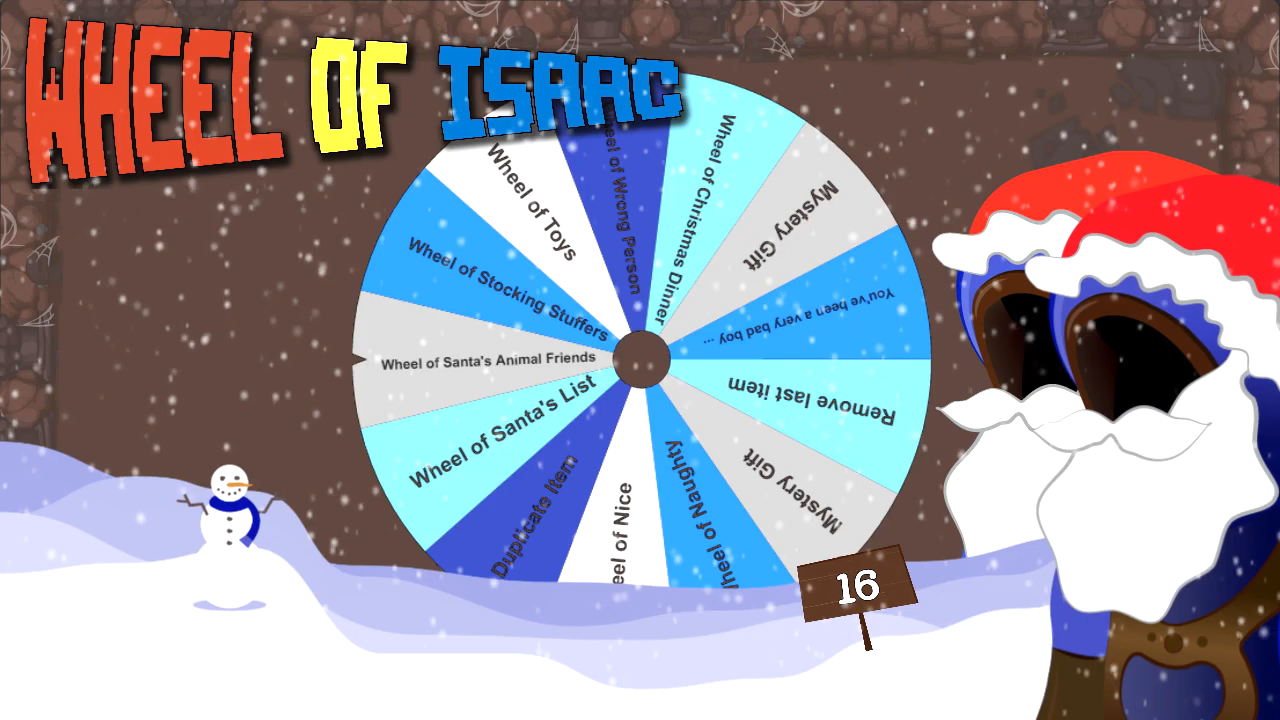 WHEEL OF ISAAC
Wheel of Wrong Person
Wheel of Christmas Dinner
Mystery Gift
You've been a very bad boy ...
Remove last item
Mystery Gift
Wheel of Naughty
eel of Nice
Duplicate Item
Wheel of Santa's List
Wheel of Santa's Animal Friends
Wheel of Stocking Stuffers
Wheel of Toys
16